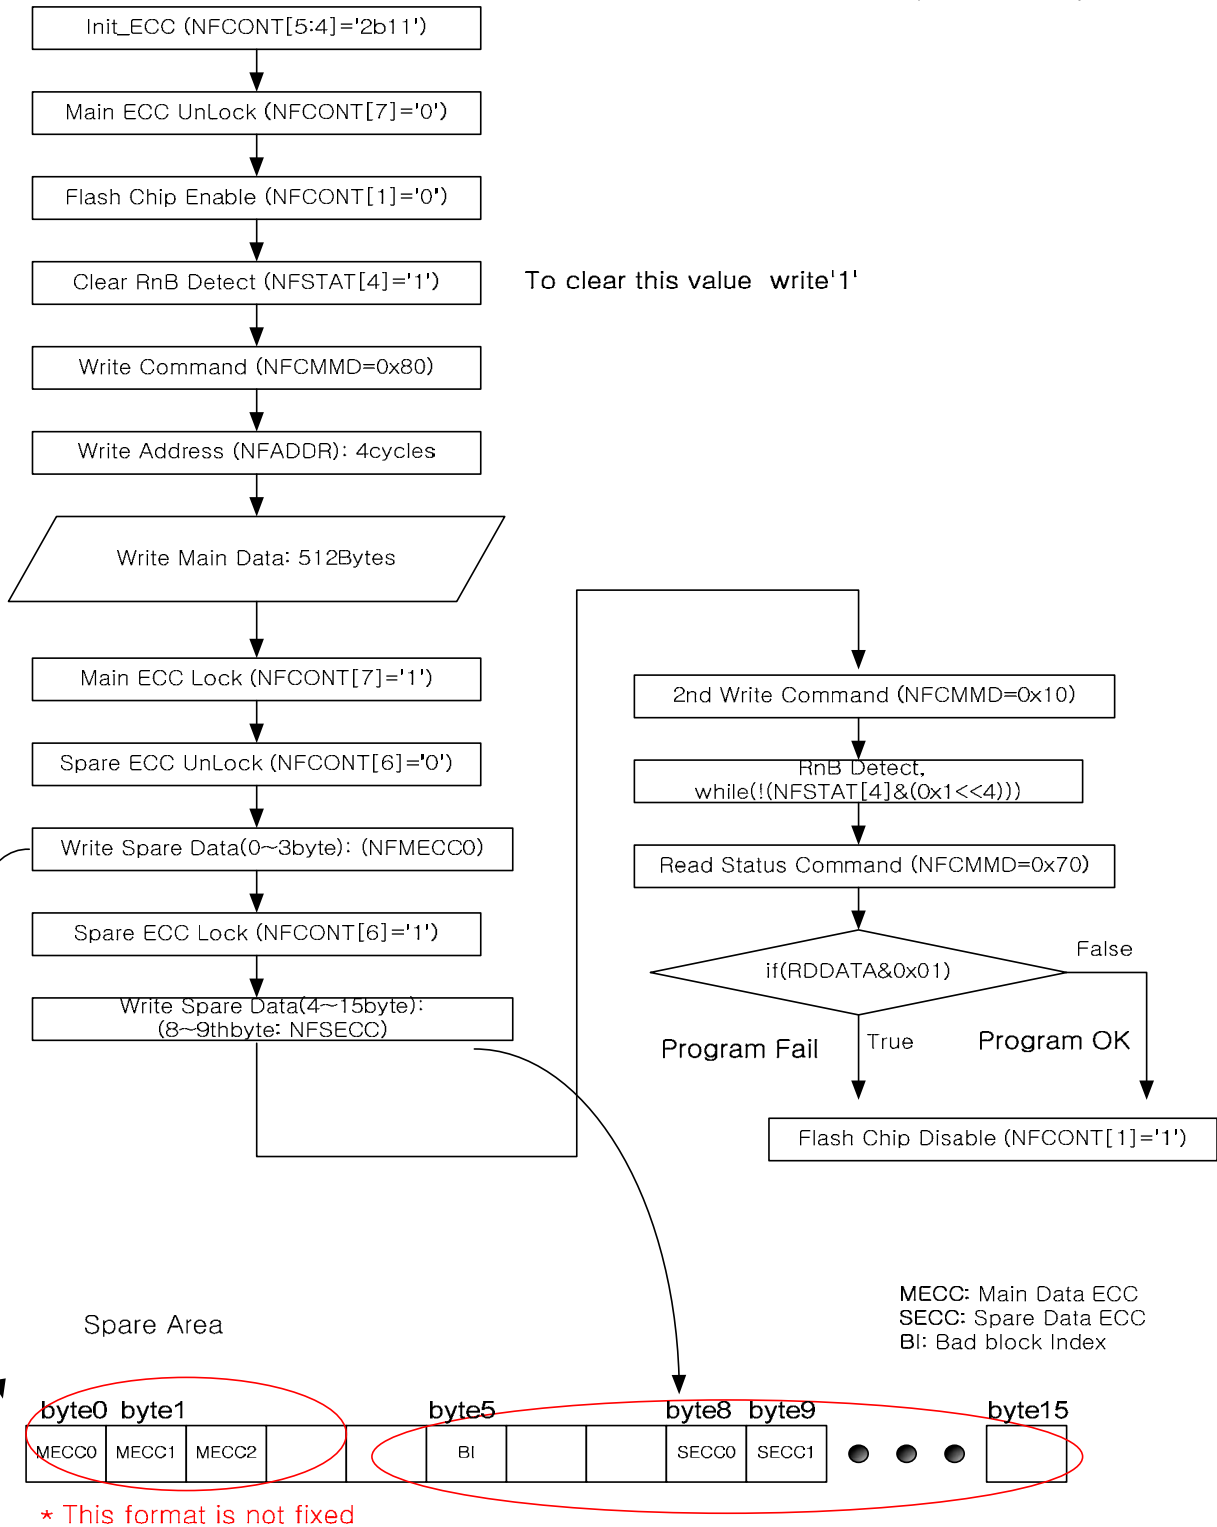 Init_ECC (NFCONT[5:4]='2b11')
Main ECC UnLock (NFCONT[7]='0')
Flash Chip Enable (NFCONT[1]='0')
Clear RnB Detect (NFSTAT[4]='1')
To clear this value write'1'
Write Command (NFCMMD=0x80)
Write Address (NFADDR): 4cycles
Write Main Data: 512Bytes
Main ECC Lock (NFCONT[7]='1')
Spare ECC UnLock (NFCONT[6]='0')
Write Spare Data(0~3byte): (NFMECC0)
Spare ECC Lock (NFCONT[6]='1')
Write Spare Data(4~15byte):
(8~9thbyte: NFSECC)
2nd Write Command (NFCMMD=0x10)
RnB Detect,
while(!(NFSTAT[4]&(0x1<<4)))
Read Status Command (NFCMMD=0x70)
if(RDDATA&0x01)
False
True
Program Fail
Program OK
Flash Chip Disable (NFCONT[1]='1')
MECC: Main Data ECC
SECC: Spare Data ECC
BI: Bad block Index
Spare Area
byte0 byte1 byte5 byte8 byte9 byte15
MECC0 MECC1 MECC2 BI SECC0 SECC1
* This format is not fixed